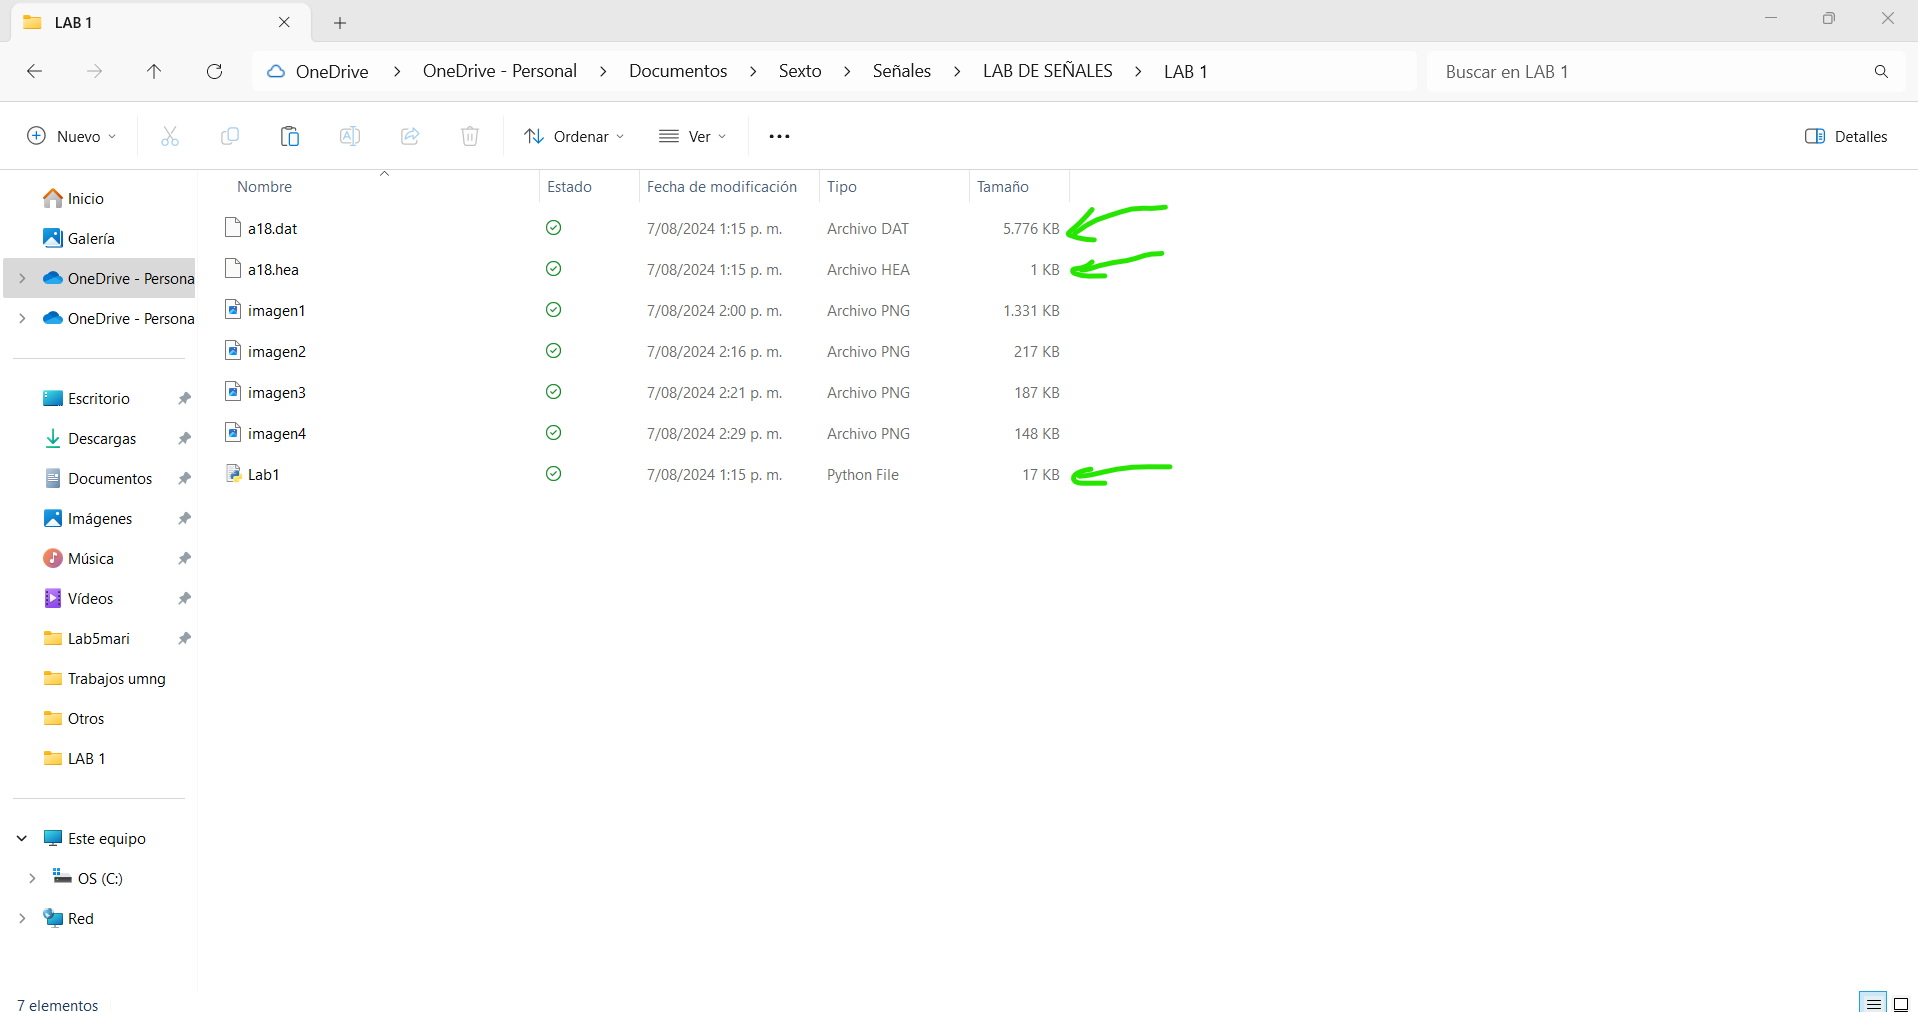 LAB 1
OneDrive > OneDrive - Personal > Documentos > Sexto > Señales > LAB DE SEÑALES > LAB 1
Buscar en LAB 1
Nuevo
Ordenar
Ver
Detalles
Nombre Estado Fecha de modificación Tipo Tamaño
a18.dat 7/08/2024 1:15 p. m. Archivo DAT 5.776 KB
a18.hea 7/08/2024 1:15 p. m. Archivo HEA 1 KB
imagen1 7/08/2024 2:00 p. m. Archivo PNG 1.331 KB
imagen2 7/08/2024 2:16 p. m. Archivo PNG 217 KB
imagen3 7/08/2024 2:21 p. m. Archivo PNG 187 KB
imagen4 7/08/2024 2:29 p. m. Archivo PNG 148 KB
Lab1 7/08/2024 1:15 p. m. Python File 17 KB
Inicio
Galería
OneDrive - Persona
OneDrive - Persona
Escritorio
Descargas
Documentos
Imágenes
Música
Vídeos
Lab5mari
Trabajos umng
Otros
LAB 1
Este equipo
OS (C:)
Red
7 elementos